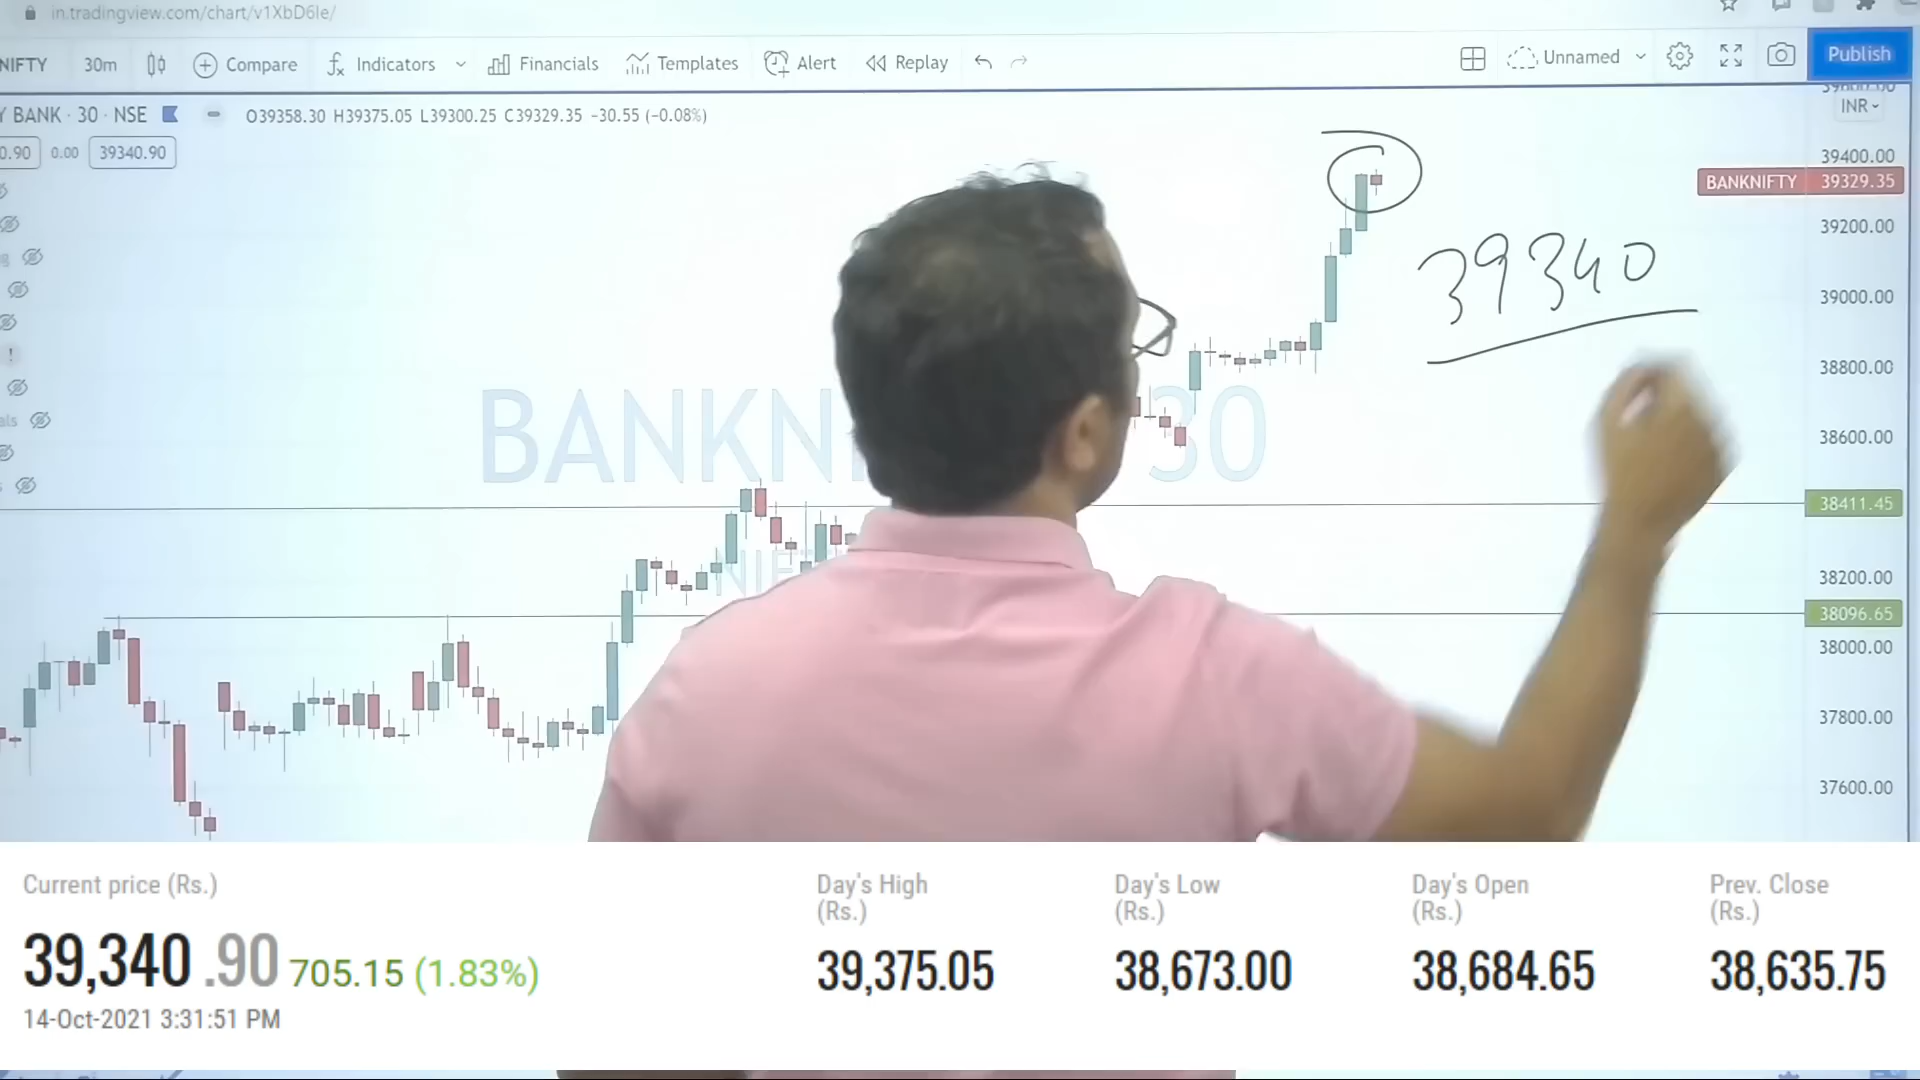 in.tradingview.com/chart/v1XbD6le/
NIFTY 30m Compare Indicators Financials Templates Alert Replay Unnamed Publish
Y BANK · 30 · NSE O39358.30 H39375.05 L39300.25 C39329.35 −30.55 (−0.08%)
INR
0.90 0.00 39340.90
39400.00
BANKNIFTY 39329.35
39200.00
39340
39000.00
38800.00
BANKN 30
38600.00
38411.45
38200.00
38096.65
38000.00
37800.00
37600.00
Current price (Rs.)
39,340.90 705.15 (1.83%)
14-Oct-2021 3:31:51 PM
Day's High
(Rs.)
39,375.05
Day's Low
(Rs.)
38,673.00
Day's Open
(Rs.)
38,684.65
Prev. Close
(Rs.)
38,635.75